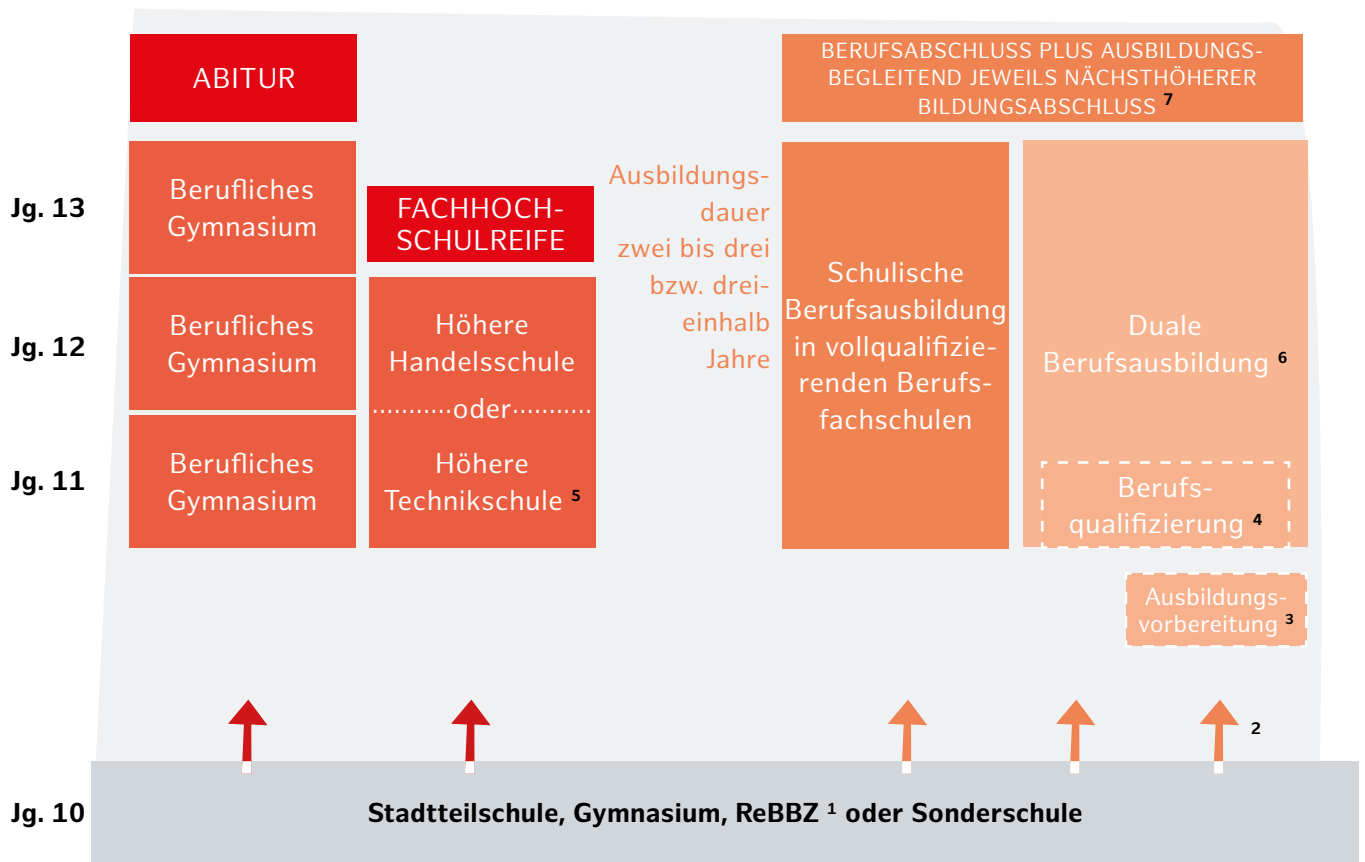 ABITUR
BERUFSABSCHLUSS PLUS AUSBILDUNGS-
BEGLEITEND JEWEILS NÄCHSTHÖHERER
BILDUNGSABSCHLUSS 7
Jg. 13
Berufliches
Gymnasium
FACHHOCH-
SCHULREIFE
Jg. 12
Berufliches
Gymnasium
Höhere
Handelsschule
...........oder...........
Jg. 11
Berufliches
Gymnasium
Höhere
Technikschule 5
Ausbildungs-
dauer
zwei bis drei
bzw. drei-
einhalb
Jahre
Schulische
Berufsausbildung
in vollqualifizie-
renden Berufs-
fachschulen
Duale
Berufsausbildung 6
Berufs-
qualifizierung 4
Ausbildungs-
vorbereitung 3
2
Jg. 10
Stadtteilschule, Gymnasium, ReBBZ 1 oder Sonderschule